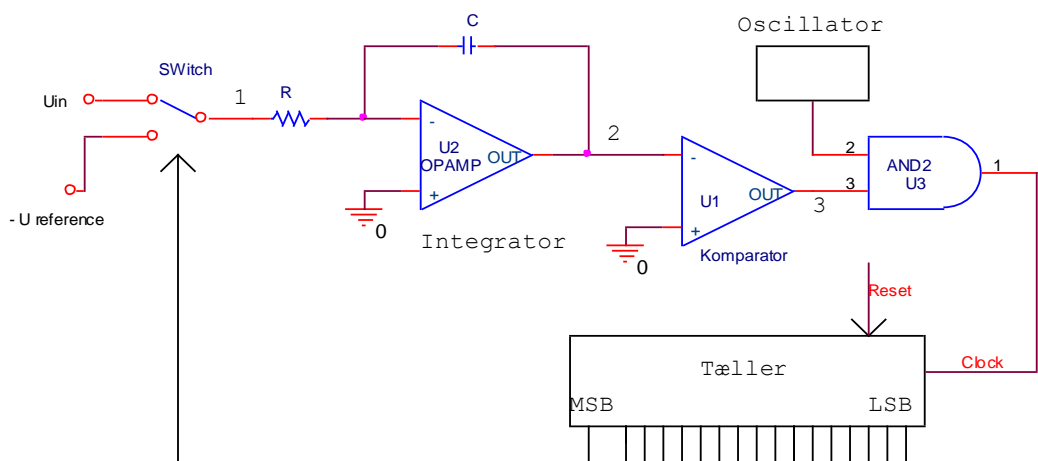 Oscillator
C
SWitch
Uin
1
R
- U reference
-
U2
OPAMP
OUT
+
0
Integrator
2
-
U1
OUT
+
0
Komparator
3
2
3
AND2
U3
1
Reset
Tæller
Clock
MSB
LSB